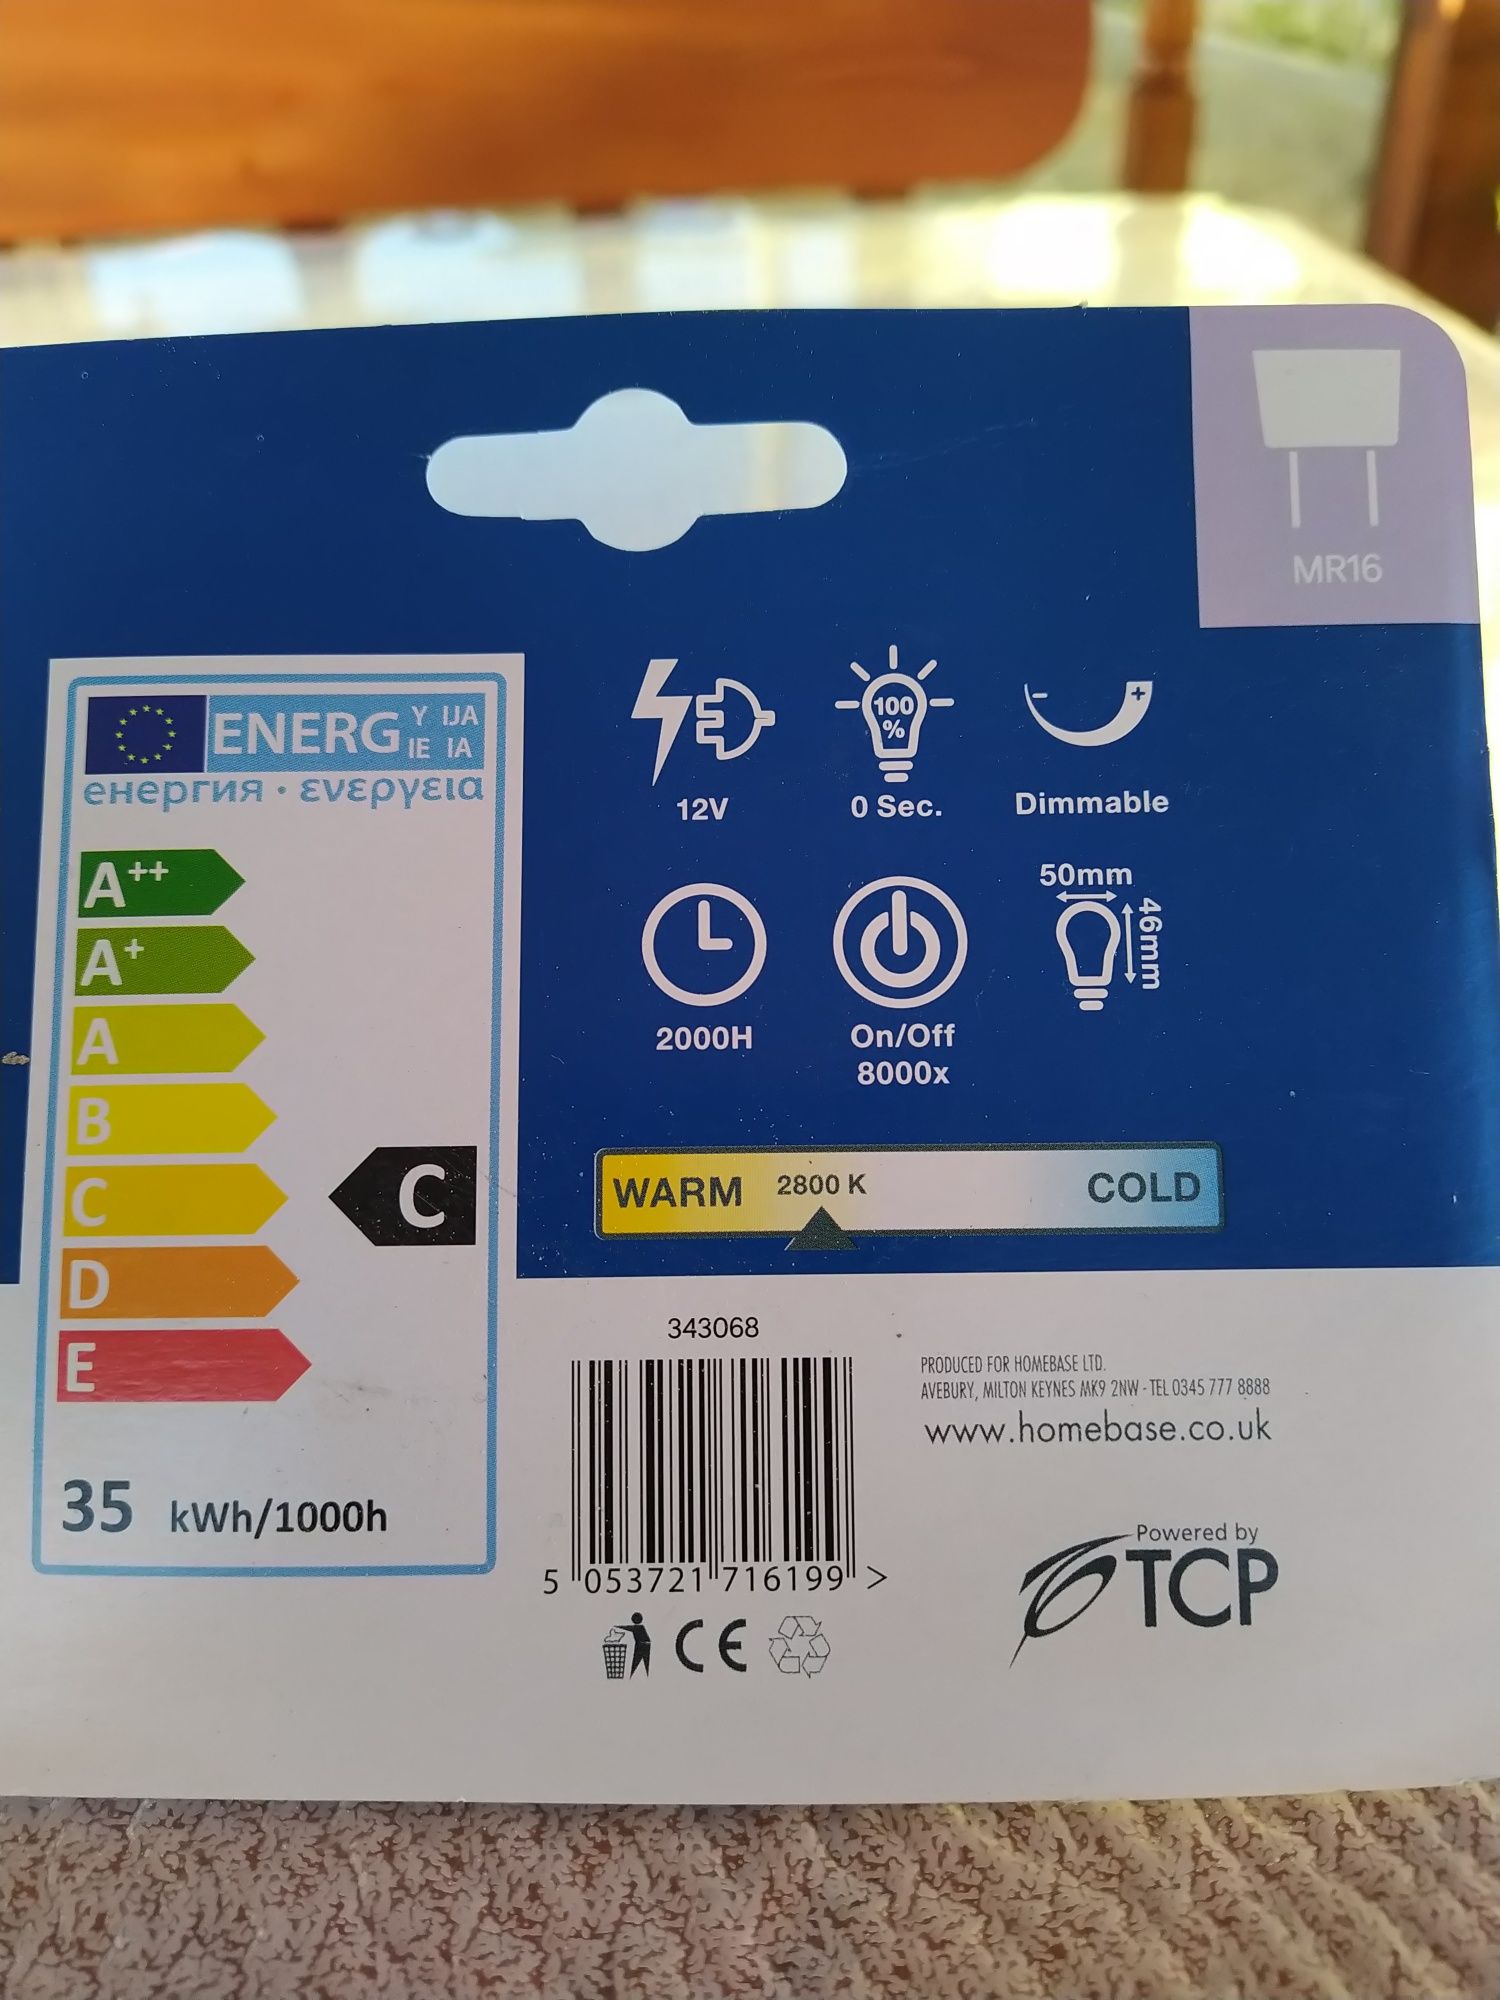 MR16
ENERG
Y IJA
IE IA
енергия · ενεργεια
A++
A+
A
B
C
D
E
C
35 kWh/1000h
12V
100
%
0 Sec.
- +
Dimmable
2000H
On/Off
8000x
50mm
46mm
WARM 2800 K COLD
343068
5 053721 716199 >
CE
PRODUCED FOR HOMEBASE LTD.
AVEBURY, MILTON KEYNES MK9 2NW - TEL 0345 777 8888
www.homebase.co.uk
Powered by
TCP